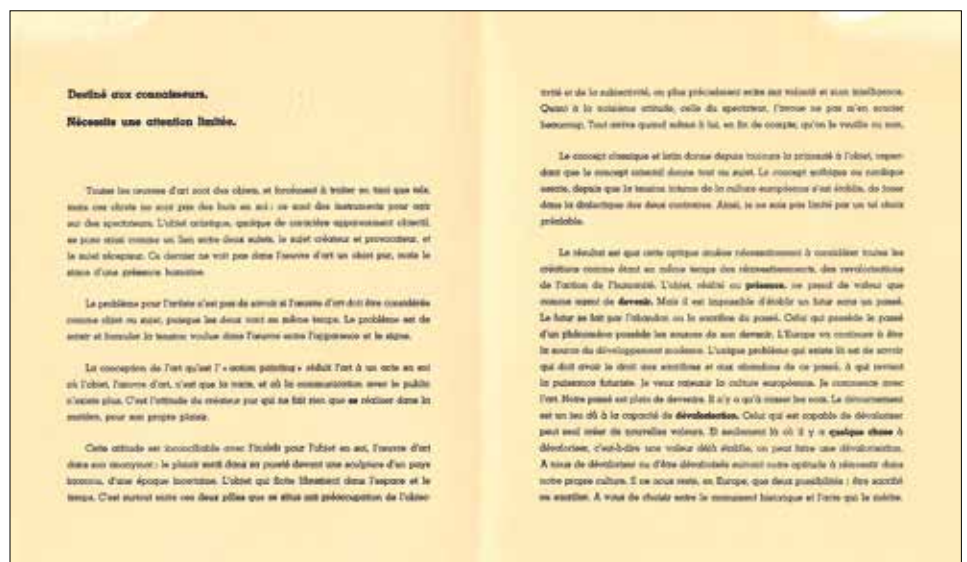 Destiné aux connaisseurs.
Nécessite une attention limitée.
Toutes les œuvres d'art sont des objets, et forcément à traiter en tant que tels,
mais ces objets ne sont pas des buts en soi : ce sont des instruments pour agir
sur des spectateurs. L'objet artistique, quoique de caractère apparemment objectif,
se pose ainsi comme un lien entre deux sujets, le sujet créateur et provocateur, et
le sujet récepteur. Ce dernier ne voit pas dans l'œuvre d'art un objet pur, mais le
signe d'une présence humaine.
Le problème pour l'artiste n'est pas de savoir si l'œuvre d'art doit être considérée
comme objet ou sujet, puisque les deux sont en même temps. Le problème est de
saisir et formuler la tension voulue dans l'œuvre entre l'apparence et le signe.
La conception de l'art qu'est l'« action painting » réduit l'art à un acte en soi
où l'objet, l'œuvre d'art, n'est que la trace, et où la communication avec le public
n'existe plus. C'est l'attitude du créateur pur qui ne fait rien que se réaliser dans la
matière, pour son propre plaisir.
Cette attitude est inconciliable avec l'intérêt pour l'objet en soi, l'œuvre d'art
dans son anonymat : le plaisir senti dans sa pureté devant une sculpture d'un pays
inconnu, d'une époque incertaine. L'objet qui flotte librement dans l'espace et le
temps. C'est surtout entre ces deux pôles que se situe ma préoccupation de l'objec-
tivité et de la subjectivité, ou plus précisément entre ma volonté et mon intelligence.
Quant à la troisième attitude, celle du spectateur, j'avoue ne pas m'en soucier
beaucoup. Tout arrive quand même à lui, en fin de compte, qu'on le veuille ou non.
Le concept classique et latin donne depuis toujours la primauté à l'objet, cepen-
dant que le concept oriental donne tout au sujet. Le concept gothique ou nordique
depuis que la tension interne de la culture européenne s'est établie, de jouer
dans la dialectique des deux contraires. Ainsi, je ne suis pas limité par un tel choix
préalable.
Le résultat est que cette optique amène nécessairement à considérer toutes les
créations comme étant en même temps des réinvestissements, des revalorisations
de l'action de l'humanité. L'objet, réalité ou présence, ne prend de valeur que
comme agent de devenir. Mais il est impossible d'établir un futur sans un passé.
Le futur se fait par l'abandon ou le sacrifice du passé. Celui qui possède le passé
d'un phénomène possède les sources de son devenir. L'Europe va continuer à être
la source du développement moderne. L'unique problème qui existe là est de savoir
qui doit avoir le droit aux sacrifices et aux abandons de ce passé, à qui revient
la puissance futuriste. Je veux rajeunir la culture européenne. Je commence avec
l'art. Notre passé est plein de devenirs. Il n'y a qu'à casser les noix. Le détournement
est un jeu dû à la capacité de dévalorisation. Celui qui est capable de dévaloriser
peut seul créer de nouvelles valeurs. Et seulement là où il y a quelque chose à
dévaloriser, c'est-à-dire une valeur déjà établie, on peut faire une dévalorisation.
A nous de dévaloriser ou d'être dévalorisés suivant notre aptitude à réinvestir dans
notre propre culture. Il ne nous reste, en Europe, que deux possibilités : être sacrifié
ou sacrifier. A vous de choisir entre le monument historique et l'acte qui le mérite.